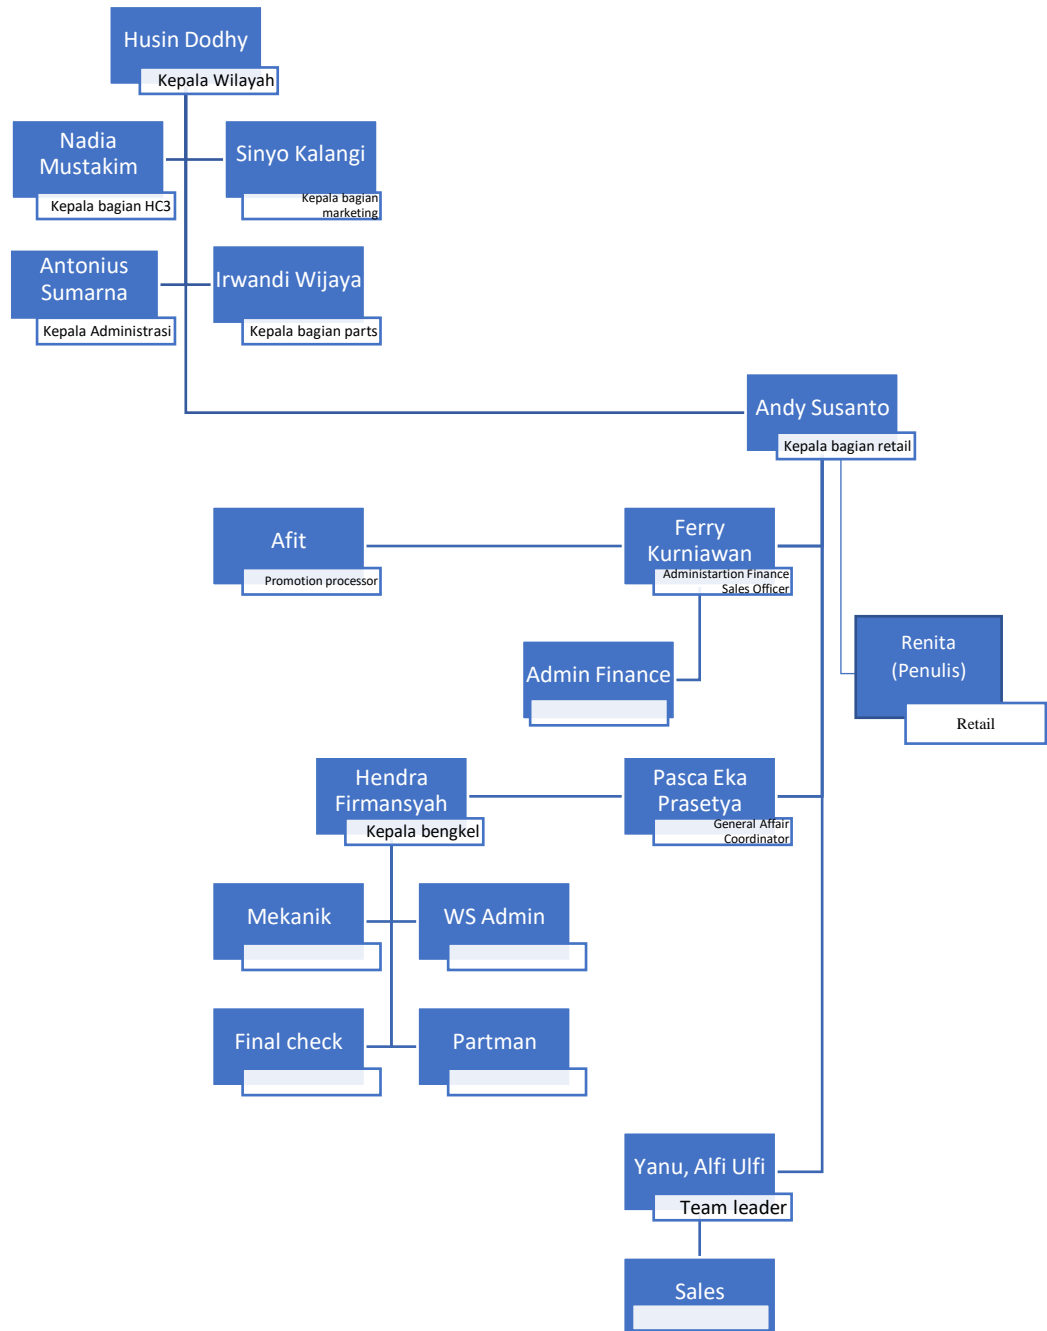 Husin Dodhy
Kepala Wilayah
Nadia
Mustakim
Kepala bagian HC3
Sinyo Kalangi
Kepala bagian
marketing
Antonius
Sumarna
Kepala Administrasi
Irwandi Wijaya
Kepala bagian parts
Andy Susanto
Kepala bagian retail
Afit
Promotion processor
Ferry
Kurniawan
Administartion Finance
Sales Officer
Admin Finance
Renita
(Penulis)
Retail
Hendra
Firmansyah
Kepala bengkel
Pasca Eka
Prasetya
General Affair
Coordinator
Mekanik
WS Admin
Final check
Partman
Yanu, Alfi Ulfi
Team leader
Sales